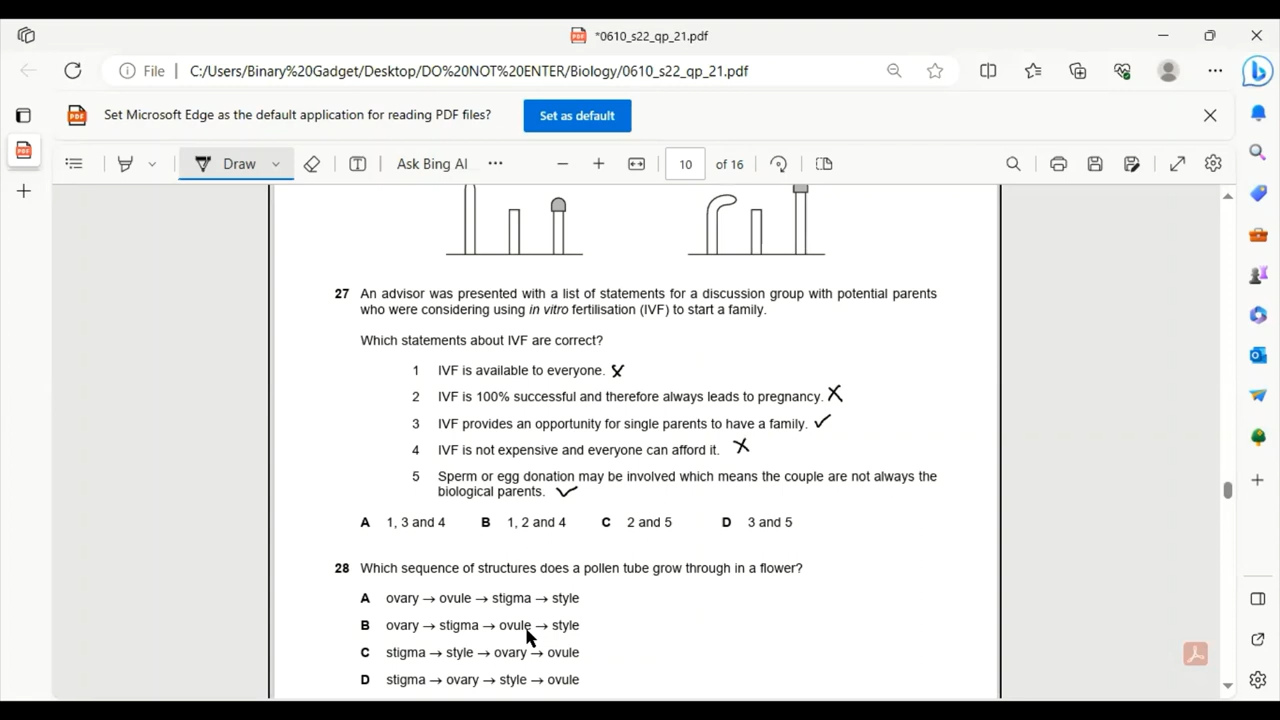 *0610_s22_qp_21.pdf
File C:/Users/Binary%20Gadget/Desktop/DO%20NOT%20ENTER/Biology/0610_s22_qp_21.pdf
Set Microsoft Edge as the default application for reading PDF files? Set as default
Draw Ask Bing AI 10 of 16
27 An advisor was presented with a list of statements for a discussion group with potential parents
who were considering using in vitro fertilisation (IVF) to start a family.
Which statements about IVF are correct?
1 IVF is available to everyone.
2 IVF is 100% successful and therefore always leads to pregnancy.
3 IVF provides an opportunity for single parents to have a family.
4 IVF is not expensive and everyone can afford it.
5 Sperm or egg donation may be involved which means the couple are not always the
biological parents.
A 1, 3 and 4 B 1, 2 and 4 C 2 and 5 D 3 and 5
28 Which sequence of structures does a pollen tube grow through in a flower?
A ovary → ovule → stigma → style
B ovary → stigma → ovule → style
C stigma → style → ovary → ovule
D stigma → ovary → style → ovule